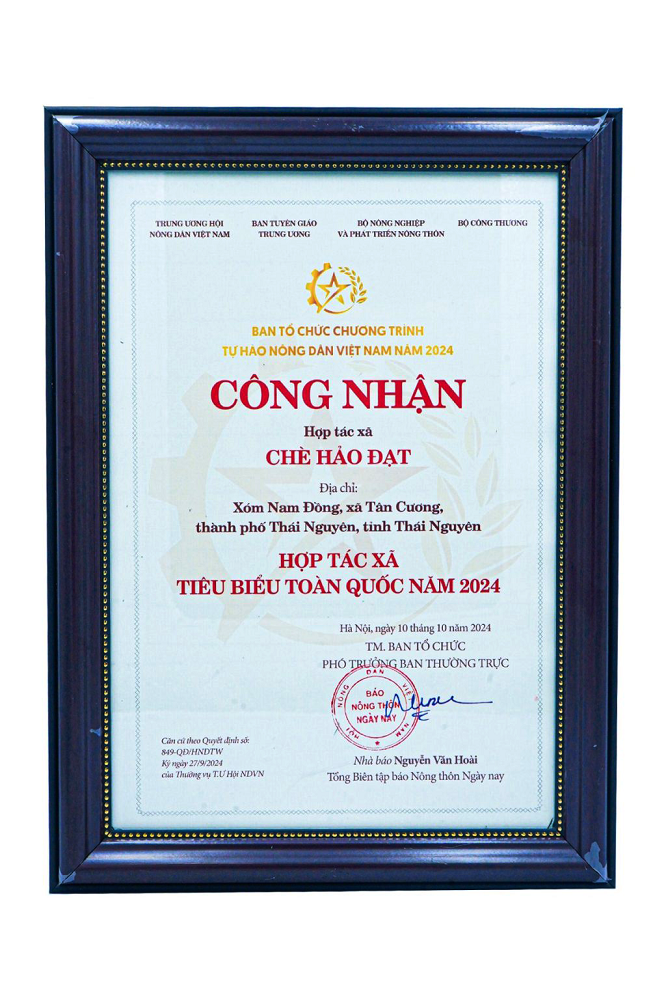 TRUNG ƯƠNG HỘI
NÔNG DÂN VIỆT NAM
BAN TUYÊN GIÁO
TRUNG ƯƠNG
BỘ NÔNG NGHIỆP
VÀ PHÁT TRIỂN NÔNG THÔN
BỘ CÔNG THƯƠNG
BAN TỔ CHỨC CHƯƠNG TRÌNH
TỰ HÀO NÔNG DÂN VIỆT NAM NĂM 2024
CÔNG NHẬN
Hợp tác xã
CHÈ HẢO ĐẠT
Địa chỉ:
Xóm Nam Đồng, xã Tân Cương,
thành phố Thái Nguyên, tỉnh Thái Nguyên
HỢP TÁC XÃ
TIÊU BIỂU TOÀN QUỐC NĂM 2024
Hà Nội, ngày 10 tháng 10 năm 2024
TM. BAN TỔ CHỨC
PHÓ TRƯỞNG BAN THƯỜNG TRỰC
HỘI NÔNG DÂN VIỆT NAM
BÁO
NÔNG THÔN
NGÀY NAY
Căn cứ theo Quyết định số:
849-QĐ/HNDTW
Ký ngày 27/9/2024
của Thường vụ T.Ư Hội NDVN
Nhà báo Nguyễn Văn Hoài
Tổng Biên tập báo Nông thôn Ngày nay